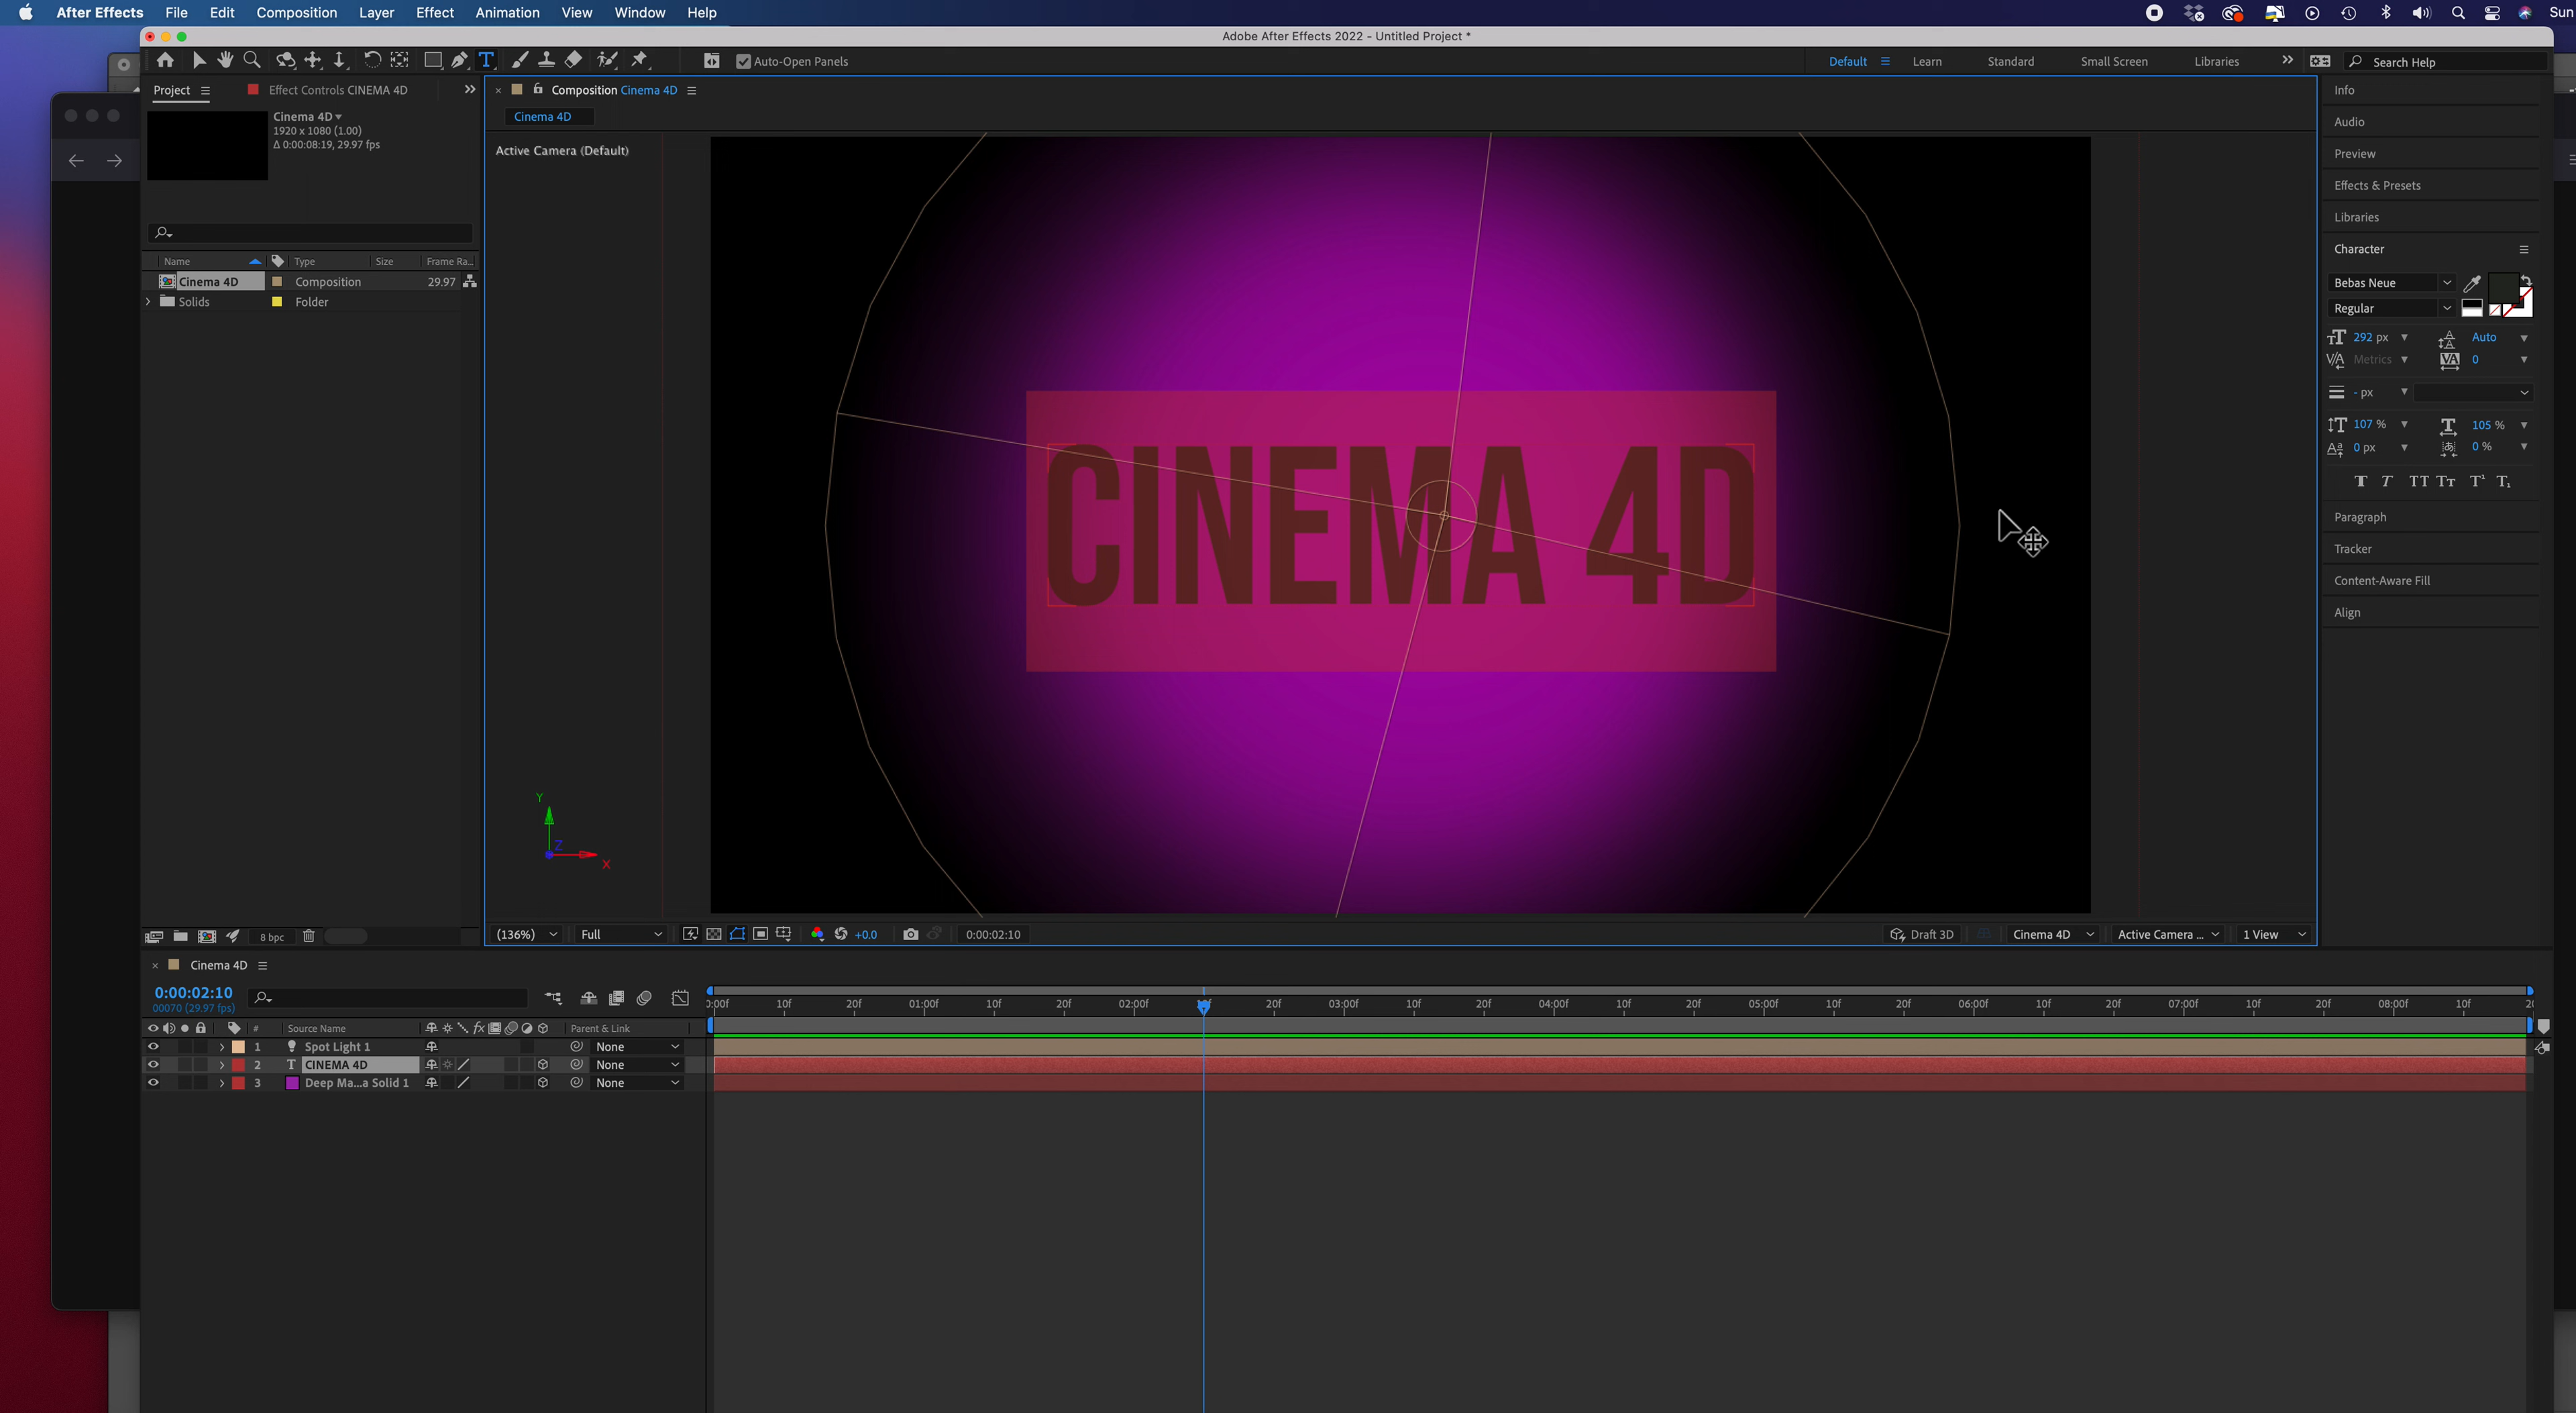 After Effects File Edit Composition Layer Effect Animation View Window Help Sun
Adobe After Effects 2022 - Untitled Project *
Auto-Open Panels Default Learn Standard Small Screen Libraries Search Help
Project Effect Controls CINEMA 4D
Cinema 4D
1920 x 1080 (1.00)
Δ 0:00:08:19, 29.97 fps
Name Type Size Frame Ra...
Cinema 4D Composition 29.97
Solids Folder
8 bpc
Composition Cinema 4D
Cinema 4D
Active Camera (Default)
CINEMA 4D
Y
Z
X
(136%) Full +0.0 0:00:02:10 Draft 3D Cinema 4D Active Camera ... 1 View
Info
Audio
Preview
Effects & Presets
Libraries
Character
Bebas Neue
Regular
292 px Auto
Metrics 0
- px
107 % 105 %
0 px 0 %
T T TT Tт T¹ T₁
Paragraph
Tracker
Content-Aware Fill
Align
Cinema 4D
0:00:02:10
00070 (29.97 fps)
0:00f 10f 20f 01:00f 10f 20f 02:00f 20f 03:00f 10f 20f 04:00f 10f 20f 05:00f 10f 20f 06:00f 10f 20f 07:00f 10f 20f 08:00f 10f
# Source Name fx Parent & Link
1 Spot Light 1 None
2 T CINEMA 4D None
3 Deep Ma...a Solid 1 None